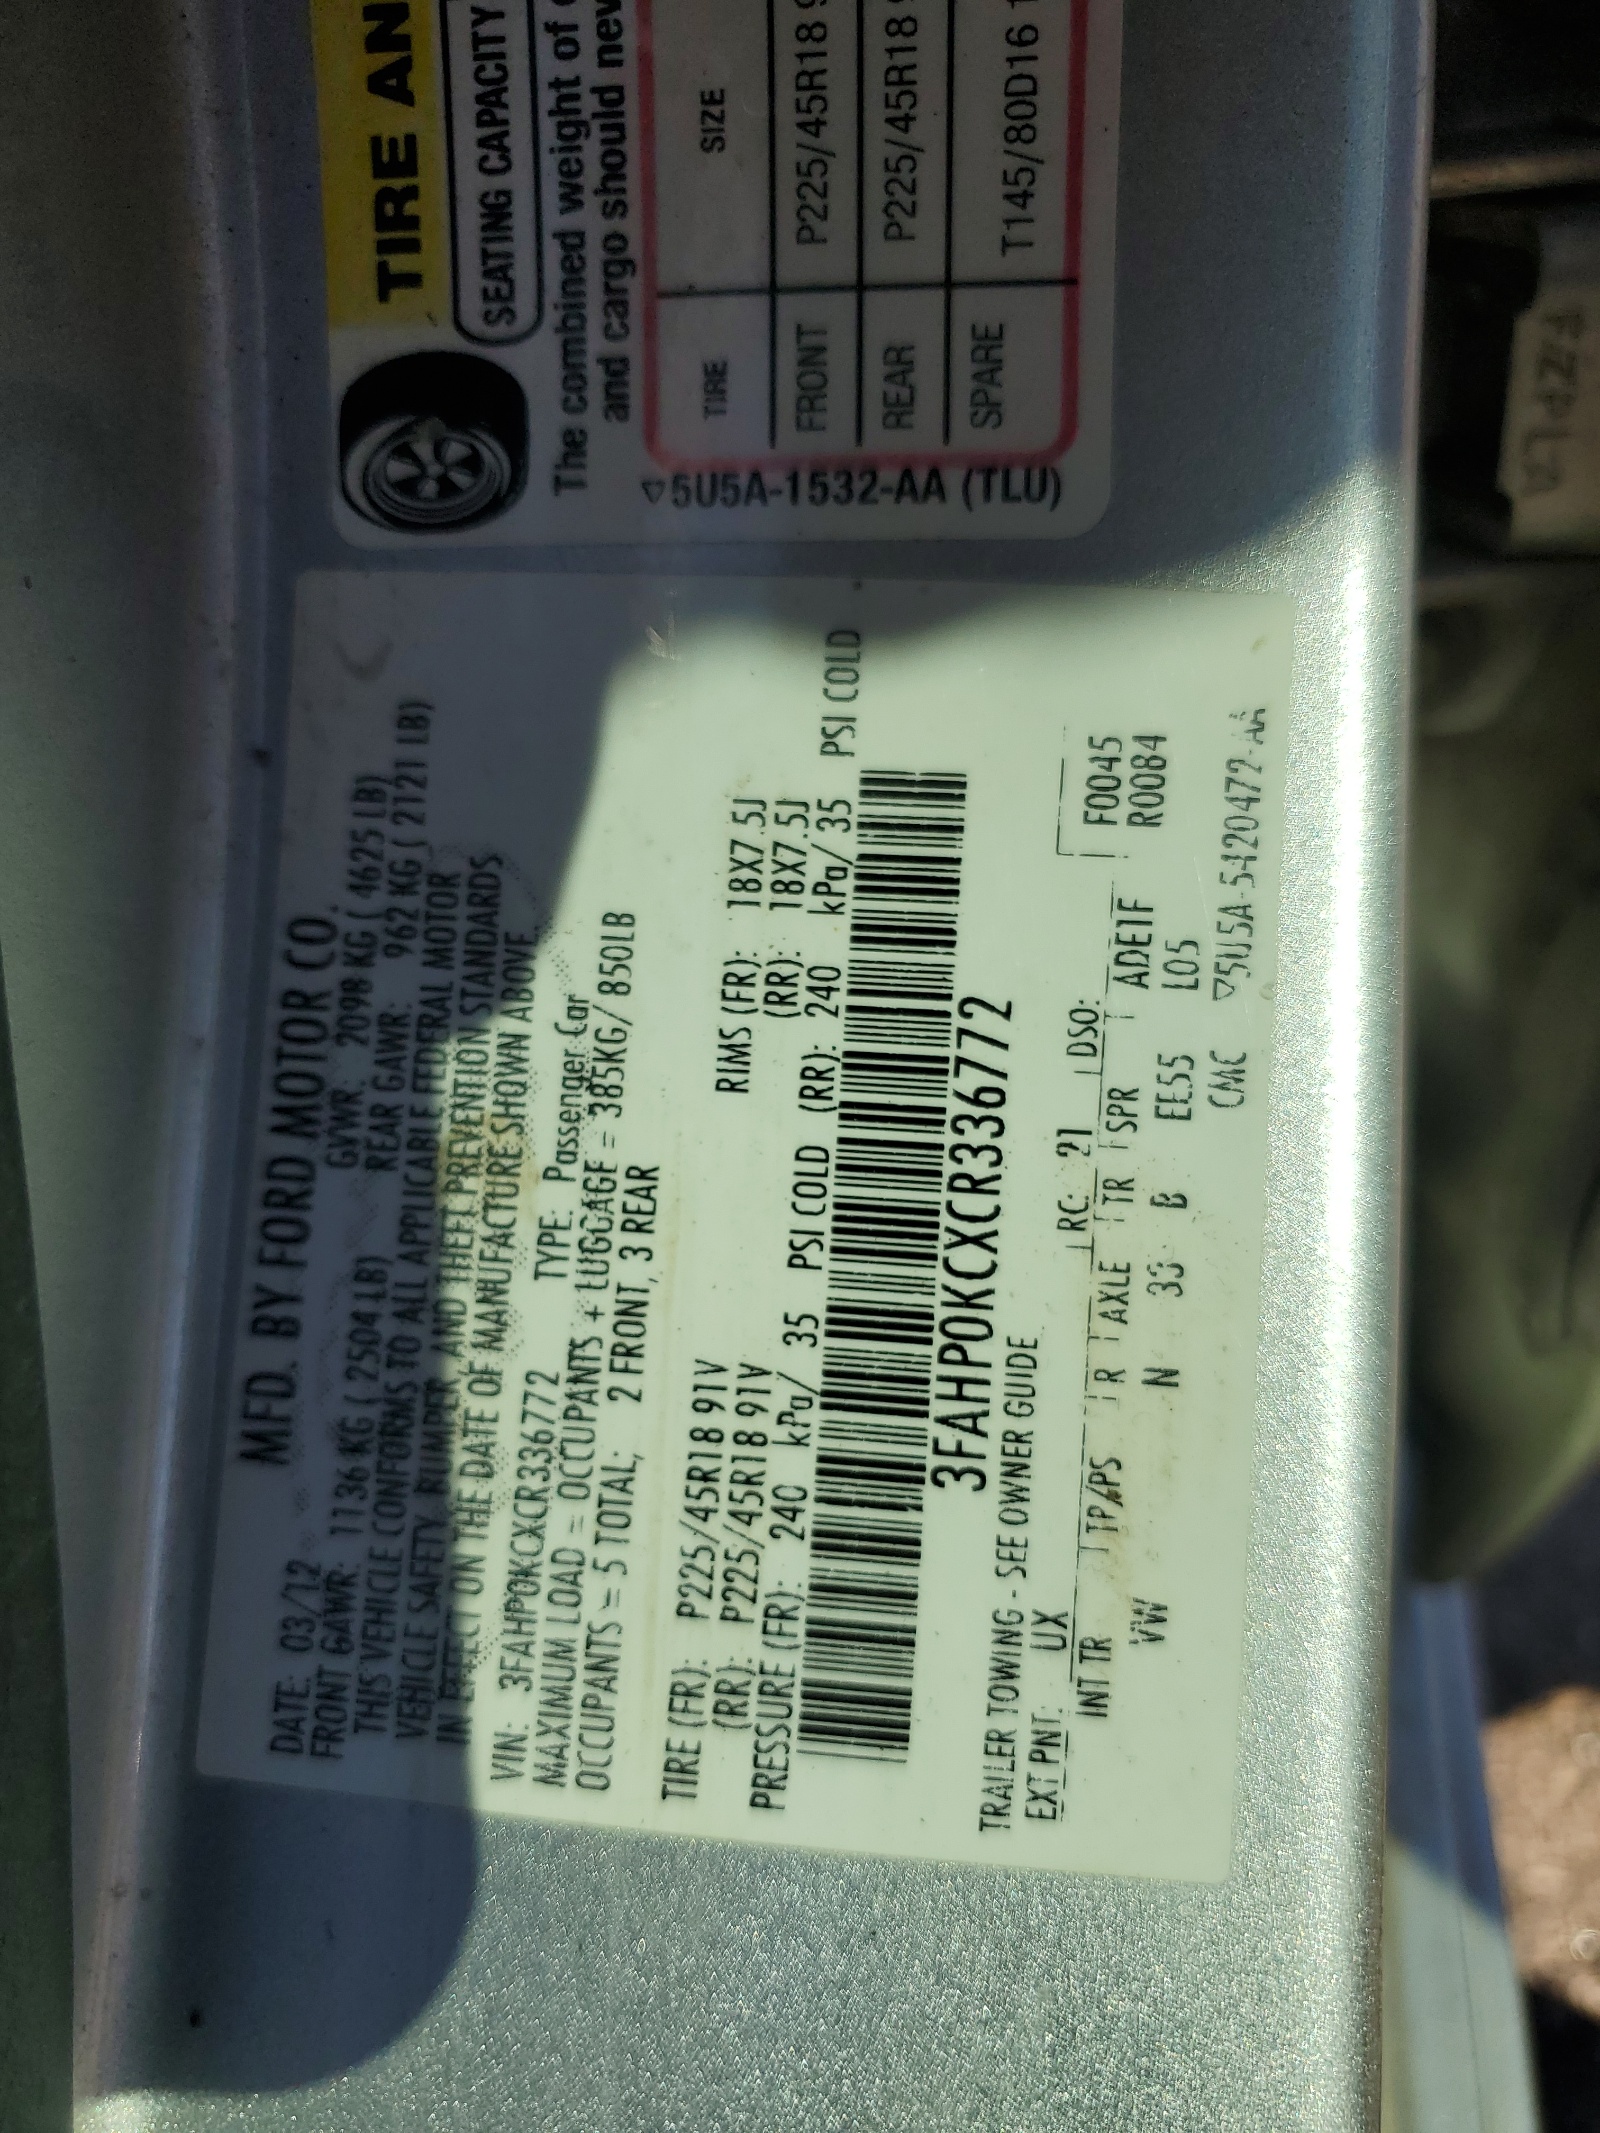 MFD. BY FORD MOTOR CO.
DATE: 03/12 GVWR: 2098 KG ( 4625 LB)
FRONT GAWR: 1136 KG ( 2504 LB) REAR GAWR: 962 KG ( 2121 LB)
THIS VEHICLE CONFORMS TO ALL APPLICABLE FEDERAL MOTOR
VEHICLE SAFETY, BUMPER, AND THEFT PREVENTION STANDARDS
IN EFFECT ON THE DATE OF MANUFACTURE SHOWN ABOVE.
VIN: 3FAHP0KCXCR336772 TYPE: Passenger Car
MAXIMUM LOAD = OCCUPANTS + LUGGAGE = 385KG/ 850LB
OCCUPANTS = 5 TOTAL; 2 FRONT, 3 REAR
TIRE (FR): P225/45R18 91V RIMS (FR): 18X7.5J
(RR): P225/45R18 91V (RR): 18X7.5J
PRESSURE (FR): 240 kPa/ 35 PSI COLD (RR): 240 kPa/ 35 PSI COLD
3FAHP0KCXCR336772
TRAILER TOWING - SEE OWNER GUIDE
EXT PNT: UX RC: 21 DSO: F0045
R0084
INT TR TP/PS R AXLE TR SPR T ADE1F
VW N 33 B EE55 L05
CMC ▽5U5A-5420472-AA
TIRE AN
SEATING CAPACITY
The combined weight of
and cargo should nev
TIRE SIZE
FRONT P225/45R18
REAR P225/45R18
SPARE T145/80D16
▽5U5A-1532-AA (TLU)